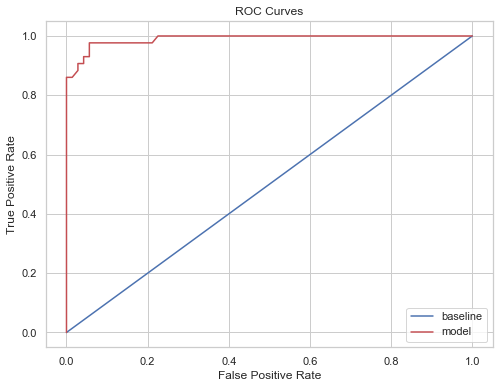 ROC Curves
True Positive Rate
1.0
0.8
0.6
0.4
0.2
0.0
0.0 0.2 0.4 0.6 0.8 1.0
False Positive Rate
baseline
model